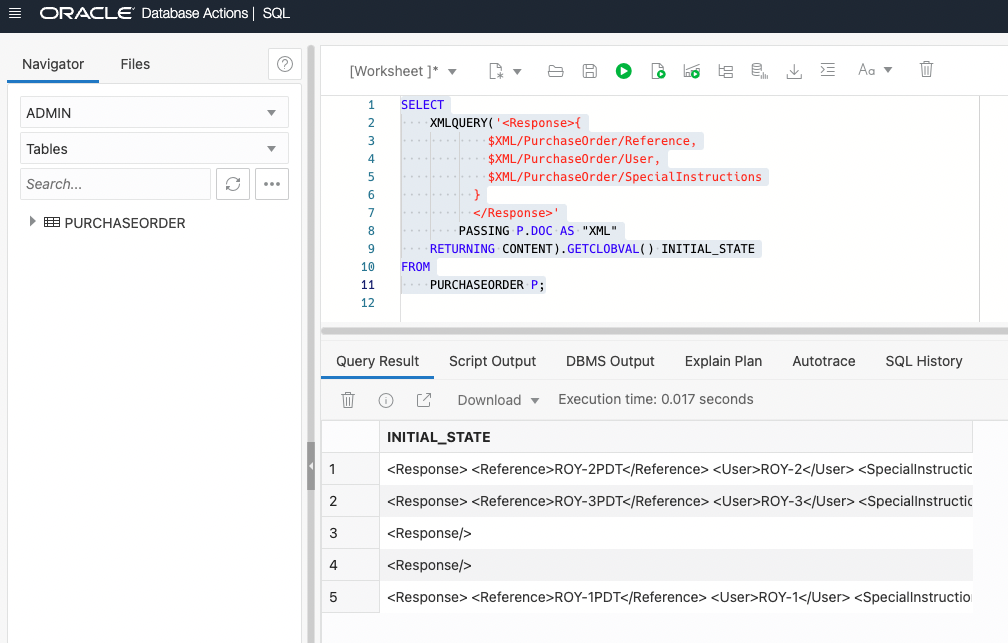 ORACLE Database Actions | SQL
Navigator Files
ADMIN
Tables
Search...
PURCHASEORDER
[Worksheet ]*
Aa
1 SELECT
2 XMLQUERY('<Response>{
3 $XML/PurchaseOrder/Reference,
4 $XML/PurchaseOrder/User,
5 $XML/PurchaseOrder/SpecialInstructions
6 }
7 </Response>'
8 PASSING P.DOC AS "XML"
9 RETURNING CONTENT).GETCLOBVAL() INITIAL_STATE
10 FROM
11 PURCHASEORDER P;
12
Query Result Script Output DBMS Output Explain Plan Autotrace SQL History
Download Execution time: 0.017 seconds
INITIAL_STATE
1 <Response> <Reference>ROY-2PDT</Reference> <User>ROY-2</User> <SpecialInstructio
2 <Response> <Reference>ROY-3PDT</Reference> <User>ROY-3</User> <SpecialInstructio
3 <Response/>
4 <Response/>
5 <Response> <Reference>ROY-1PDT</Reference> <User>ROY-1</User> <SpecialInstructio